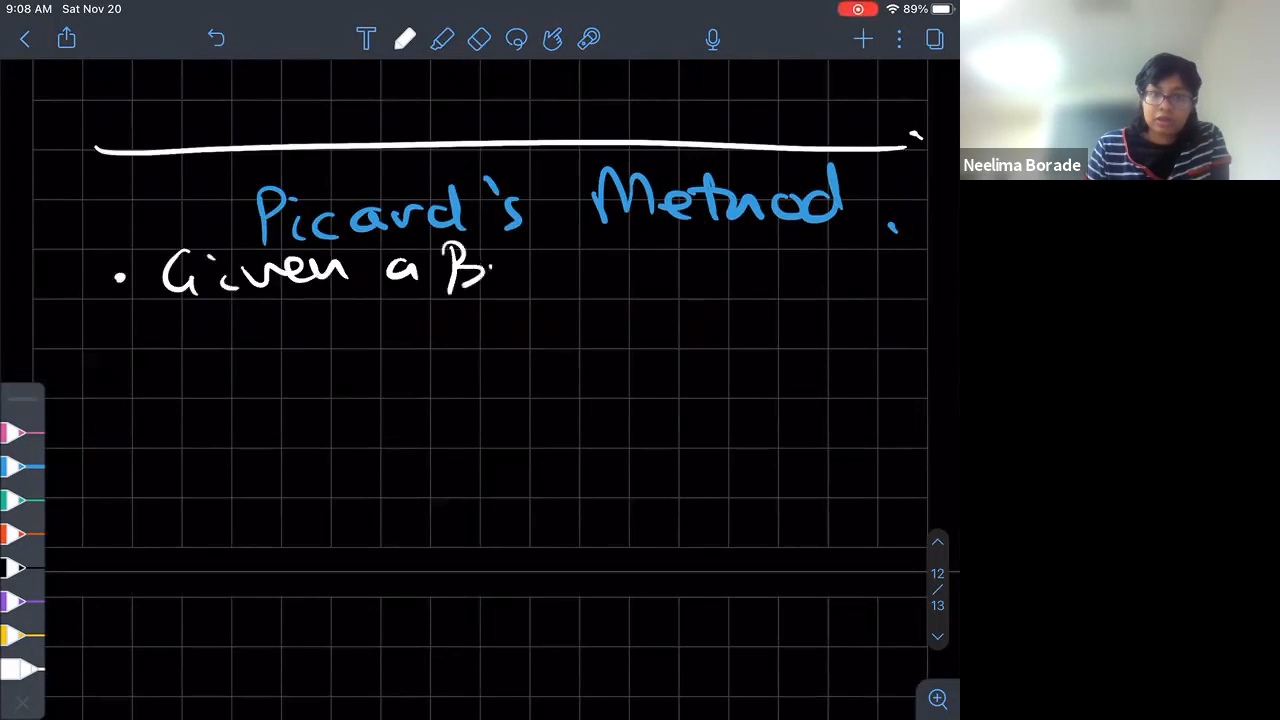 9:08 AM Sat Nov 20
89%
T
Neelima Borade
Picard's Method.
• Given a B.
12
/
13